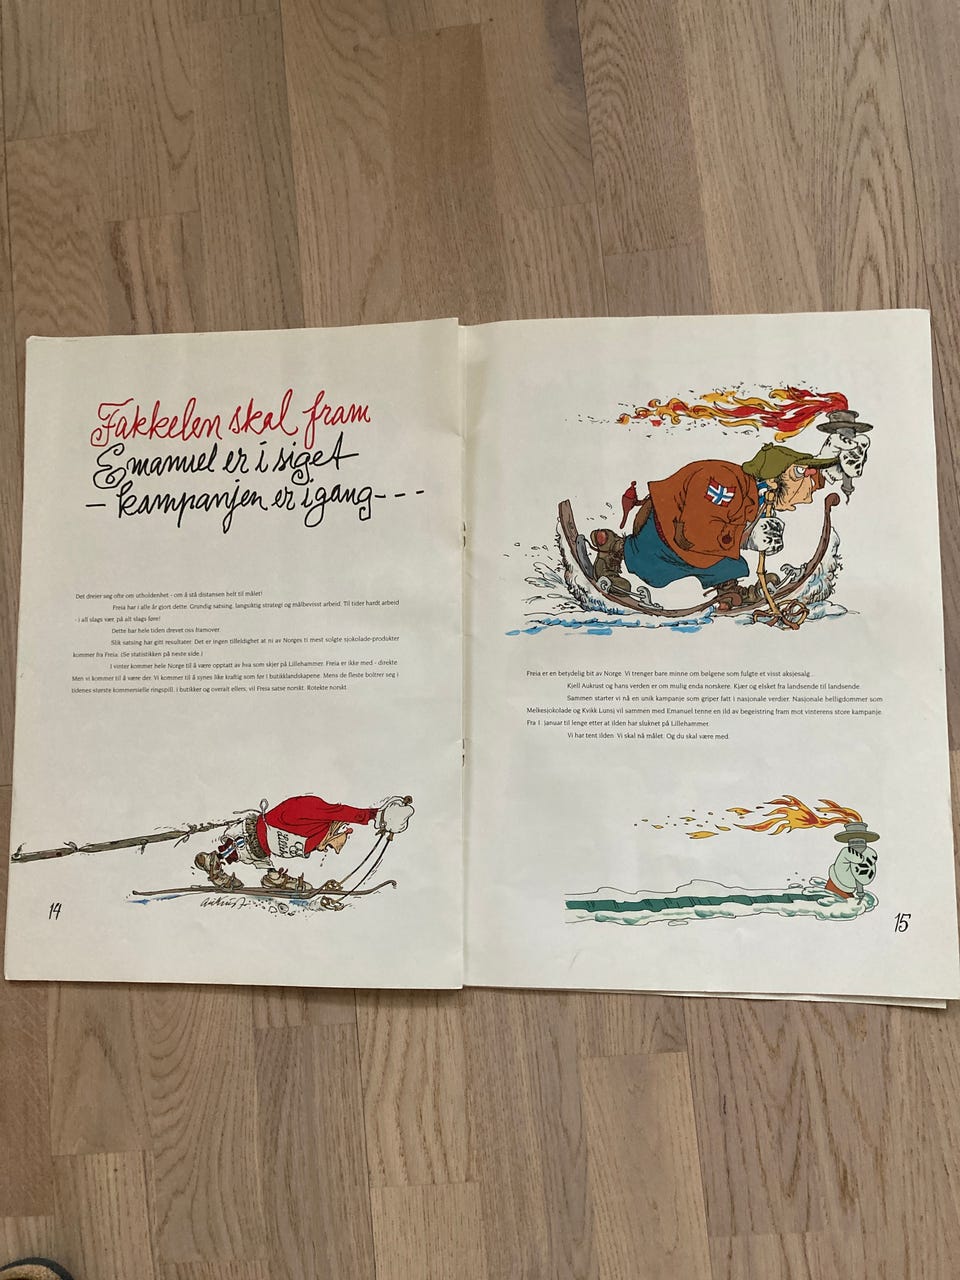 Fakkelen skal fram
Emanuel er i siget
- kampanjen er igang - - -
Det dreier seg ofte om utholdenhet - om å stå distansen helt til målet!
Freia har i alle år gjort dette. Grundig satsing, langsiktig strategi og målbevisst arbeid. Til tider hardt arbeid
- i all slags vær, på alt slags føre!
Dette har hele tiden drevet oss framover.
Slik satsing har gitt resultater. Det er ingen tilfeldighet at ni av Norges ti mest solgte sjokolade-produkter
kommer fra Freia. (Se statistikken på neste side.)
I vinter kommer hele Norge til å være opptatt av hva som skjer på Lillehammer. Freia er ikke med - direkte.
Men vi kommer til å være der. Vi kommer til å synes like kraftig som før i butikklandskapene. Mens de fleste boltrer seg i
tidenes største kommersielle ringspill, i butikker og overalt ellers, vil Freia satse norskt. Rotekte norskt.
Aukrust
14
Freia er en betydelig bit av Norge. Vi trenger bare minne om bølgene som fulgte et visst aksjesalg...
Kjell Aukrust og hans verden er om mulig enda norskere. Kjær og elsket fra landsende til landsende.
Sammen starter vi nå en unik kampanje som griper fatt i nasjonale verdier. Nasjonale helligdommer som
Melkesjokolade og Kvikk Lunsj vil sammen med Emanuel tenne en ild av begeistring fram mot vinterens store kampanje.
Fra 1. januar til lenge etter at ilden har sluknet på Lillehammer.
Vi har tent ilden. Vi skal nå målet. Og du skal være med.
15